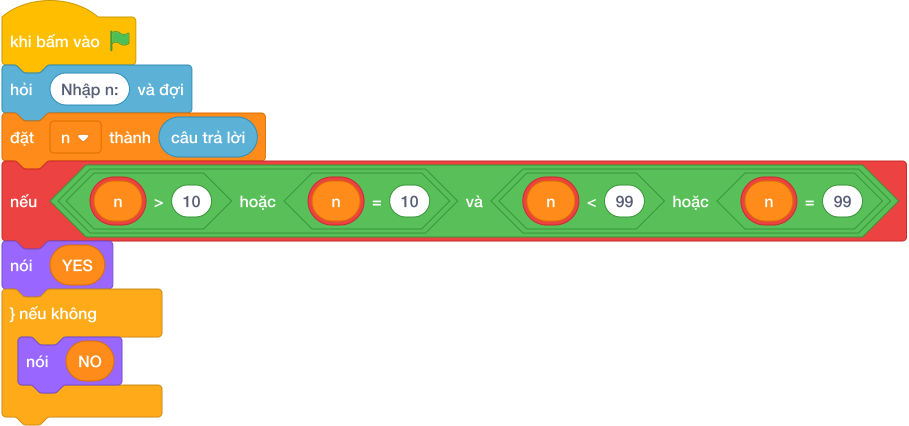 khi bấm vào
hỏi Nhập n: và đợi
đặt n thành câu trả lời
nếu n > 10 hoặc n = 10 và n < 99 hoặc n = 99
nói YES
} nếu không
nói NO